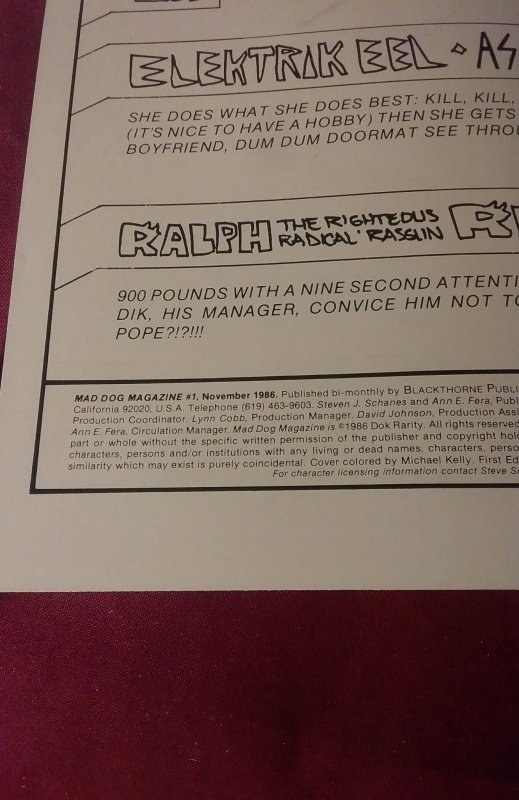 ELEKTRIK EEL ⋄ AS
SHE DOES WHAT SHE DOES BEST: KILL, KILL,
(IT'S NICE TO HAVE A HOBBY) THEN SHE GETS
BOYFRIEND, DUM DUM DOORMAT SEE THROU
RALPH THE RIGHTEOUS
RADICAL RASSLIN
900 POUNDS WITH A NINE SECOND ATTENTI
DIK, HIS MANAGER, CONVICE HIM NOT TO
POPE?!?!!!
MAD DOG MAGAZINE #1, November 1986. Published bi-monthly by BLACKTHORNE PUBLI
California 92020, U.S.A. Telephone (619) 463-9603. Steven J. Schanes and Ann E. Fera, Publ
Production Coordinator. Lynn Cobb, Production Manager. David Johnson, Production Assi
Ann E. Fera, Circulation Manager. Mad Dog Magazine is ©1986 Dok Rarity. All rights reserved
part or whole without the specific written permission of the publisher and copyright hold
characters, persons and/or institutions with any living or dead names, characters, perso
similarity which may exist is purely coincidental. Cover colored by Michael Kelly. First Ed
For character licensing information contact Steve Sc